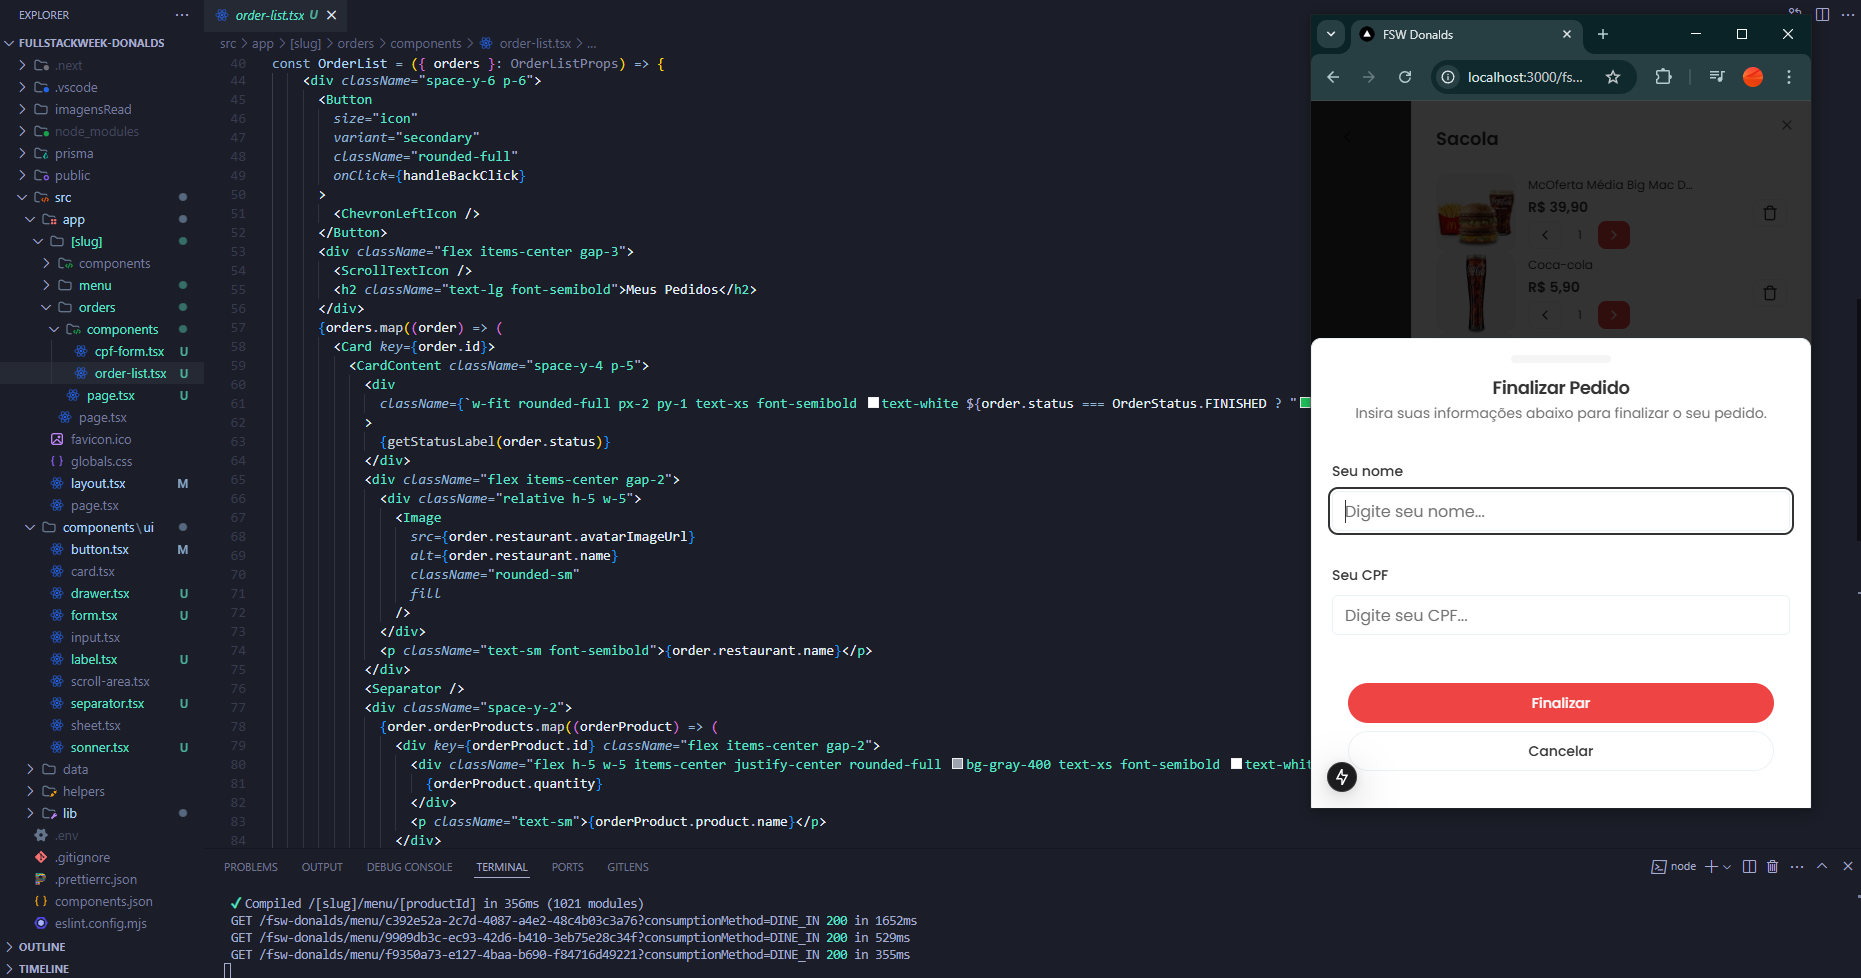 EXPLORER
FULLSTACKWEEK-DONALDS
.next
.vscode
imagensRead
node_modules
prisma
public
src
app
[slug]
components
menu
orders
components
cpf-form.tsx U
order-list.tsx U
page.tsx U
page.tsx
favicon.ico
globals.css
layout.tsx M
page.tsx
components\ui
button.tsx M
card.tsx
drawer.tsx U
form.tsx U
input.tsx
label.tsx U
scroll-area.tsx
separator.tsx U
sheet.tsx
sonner.tsx U
data
helpers
lib
.env
.gitignore
.prettierrc.json
components.json
eslint.config.mjs
OUTLINE
TIMELINE
order-list.tsx U
src > app > [slug] > orders > components > order-list.tsx > ...
40 const OrderList = ({ orders }: OrderListProps) => {
44 <div className="space-y-6 p-6">
45 <Button
46 size="icon"
47 variant="secondary"
48 className="rounded-full"
49 onClick={handleBackClick}
50 >
51 <ChevronLeftIcon />
52 </Button>
53 <div className="flex items-center gap-3">
54 <ScrollTextIcon />
55 <h2 className="text-lg font-semibold">Meus Pedidos</h2>
56 </div>
57 {orders.map((order) => (
58 <Card key={order.id}>
59 <CardContent className="space-y-4 p-5">
60 <div
61 className={`w-fit rounded-full px-2 py-1 text-xs font-semibold text-white ${order.status === OrderStatus.FINISHED ? "
62 >
63 {getStatusLabel(order.status)}
64 </div>
65 <div className="flex items-center gap-2">
66 <div className="relative h-5 w-5">
67 <Image
68 src={order.restaurant.avatarImageUrl}
69 alt={order.restaurant.name}
70 className="rounded-sm"
71 fill
72 />
73 </div>
74 <p className="text-sm font-semibold">{order.restaurant.name}</p>
75 </div>
76 <Separator />
77 <div className="space-y-2">
78 {order.orderProducts.map((orderProduct) => (
79 <div key={orderProduct.id} className="flex items-center gap-2">
80 <div className="flex h-5 w-5 items-center justify-center rounded-full bg-gray-400 text-xs font-semibold text-whit
81 {orderProduct.quantity}
82 </div>
83 <p className="text-sm">{orderProduct.product.name}</p>
84 </div>
PROBLEMS OUTPUT DEBUG CONSOLE TERMINAL PORTS GITLENS
node
✓ Compiled /[slug]/menu/[productId] in 356ms (1021 modules)
GET /fsw-donalds/menu/c392e52a-2c7d-4087-a4e2-48c4b03c3a76?consumptionMethod=DINE_IN 200 in 1652ms
GET /fsw-donalds/menu/9909db3c-ec93-42d6-b410-3eb75e28c34f?consumptionMethod=DINE_IN 200 in 529ms
GET /fsw-donalds/menu/f9350a73-e127-4baa-b690-f84716d49221?consumptionMethod=DINE_IN 200 in 355ms
FSW Donalds
localhost:3000/fs...
Sacola
McOferta Média Big Mac D...
R$ 39,90
1
Coca-cola
R$ 5,90
1
Finalizar Pedido
Insira suas informações abaixo para finalizar o seu pedido.
Seu nome
Digite seu nome...
Seu CPF
Digite seu CPF...
Finalizar
Cancelar